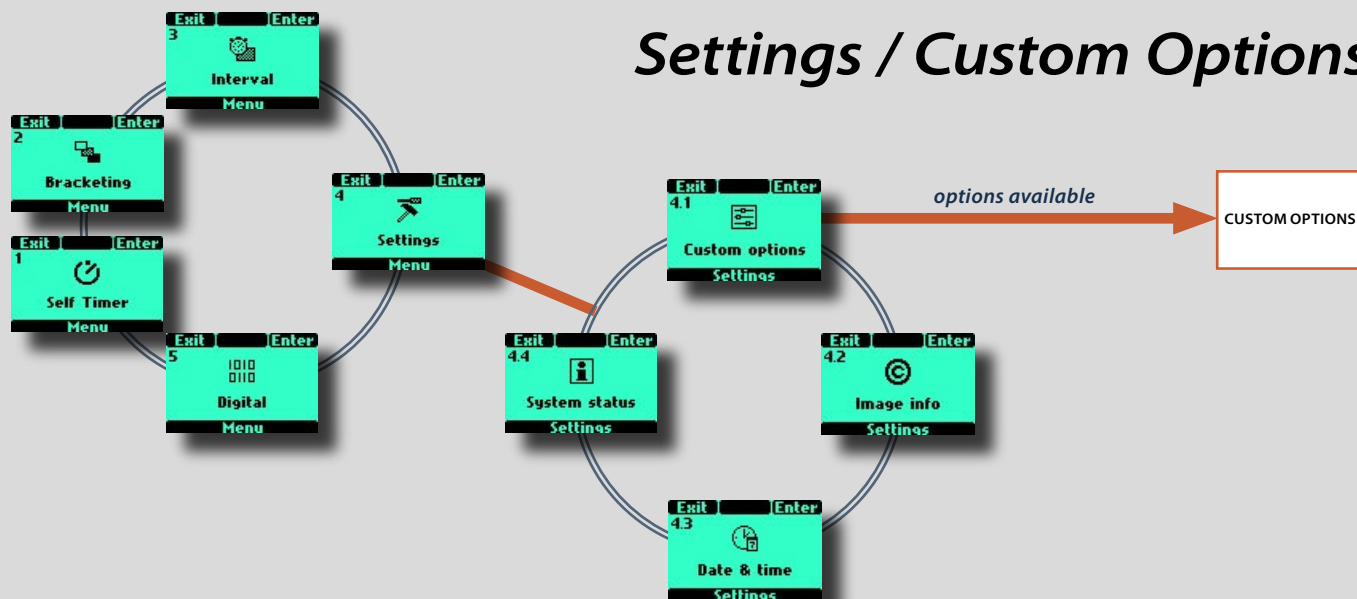 Settings / Custom Options
Exit Enter
3
Interval
Menu
Exit Enter
2
Bracketing
Menu
Exit Enter
1
Self Timer
Menu
Exit Enter
4
Settings
Menu
Exit Enter
5
1010
0110
Digital
Menu
Exit Enter
4.1
Custom options
Settings
options available
CUSTOM OPTIONS
Exit Enter
4.4
System status
Settings
Exit Enter
4.2
©
Image info
Settings
Exit Enter
4.3
?
Date & time
Settings